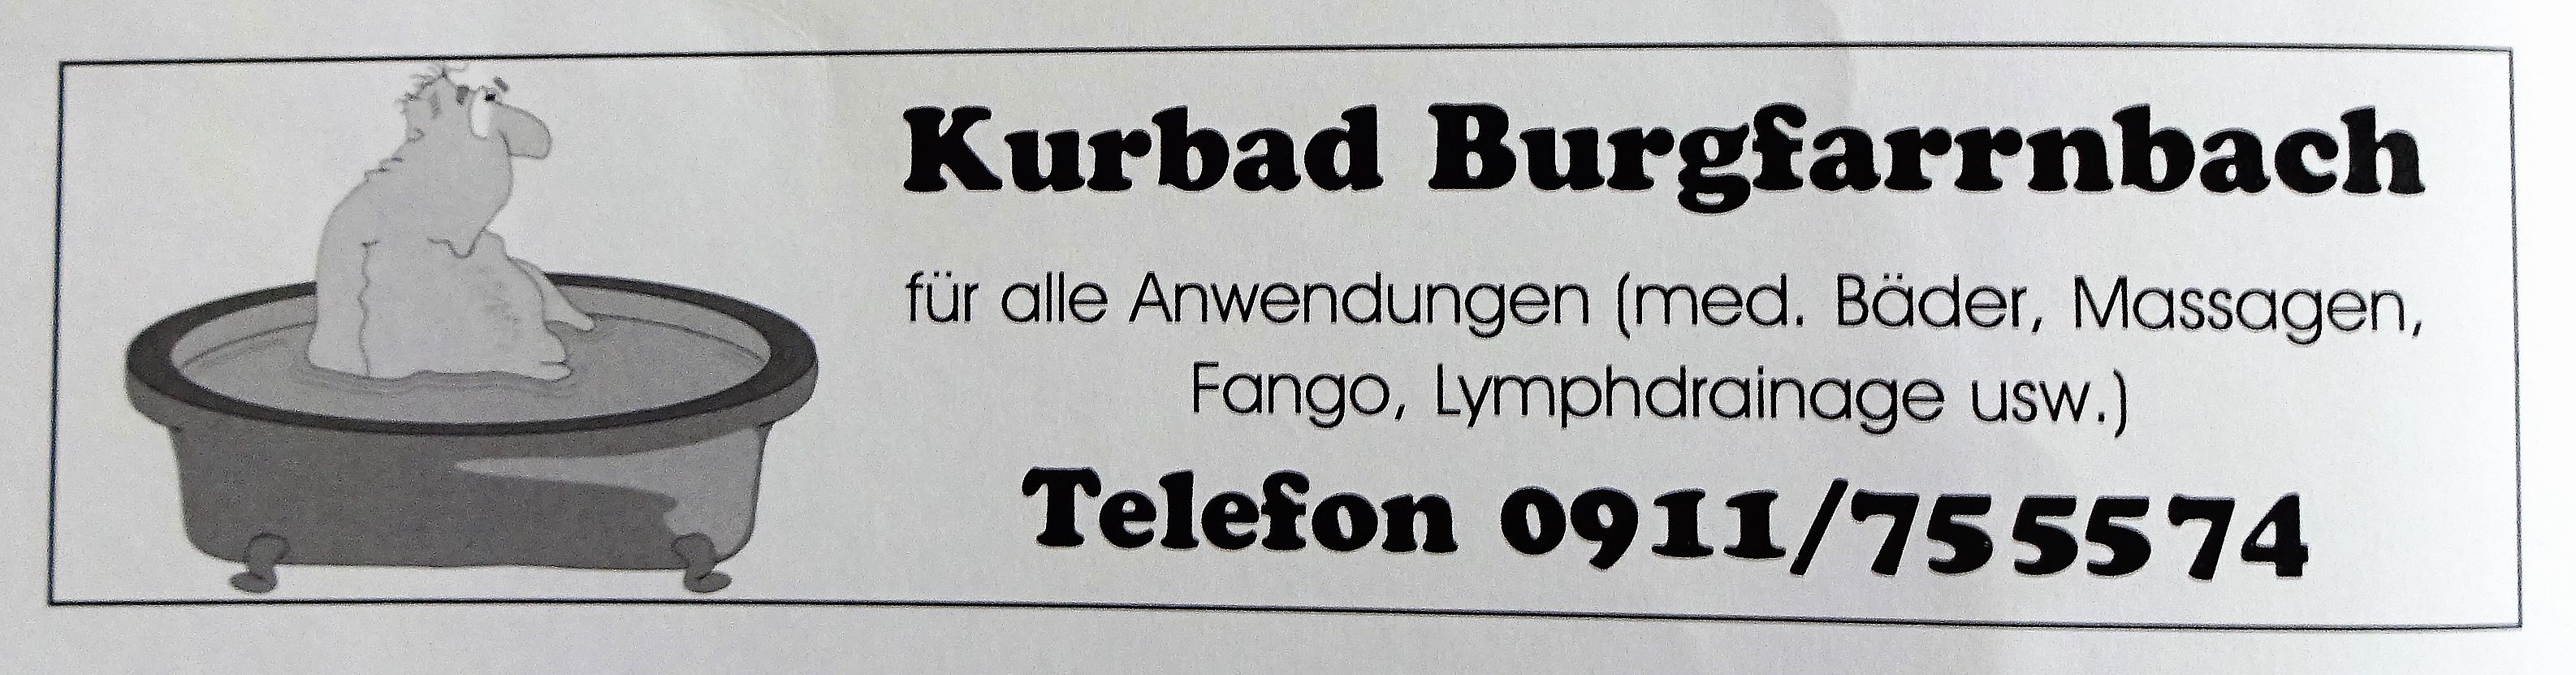 Kurbad Burgfarrnbach
für alle Anwendungen (med. Bäder, Massagen,
Fango, Lymphdrainage usw.)
Telefon 0911/755574